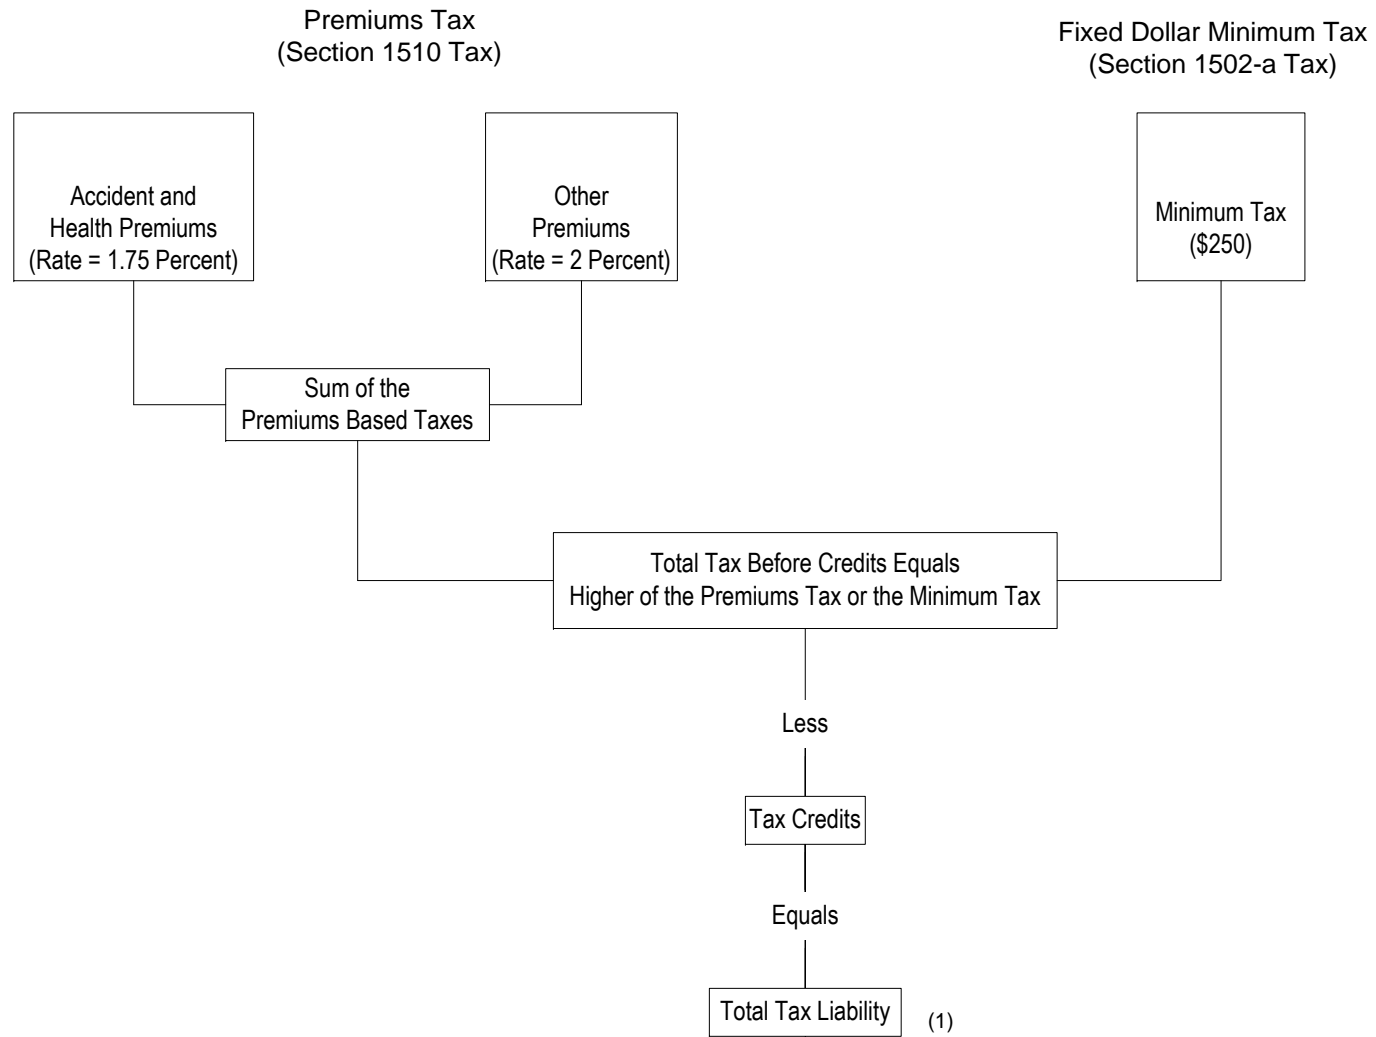 Premiums Tax
(Section 1510 Tax)
Fixed Dollar Minimum Tax
(Section 1502-a Tax)
Accident and
Health Premiums
(Rate = 1.75 Percent)
Other
Premiums
(Rate = 2 Percent)
Minimum Tax
($250)
Sum of the
Premiums Based Taxes
Total Tax Before Credits Equals
Higher of the Premiums Tax or the Minimum Tax
Less
Tax Credits
Equals
Total Tax Liability
(1)